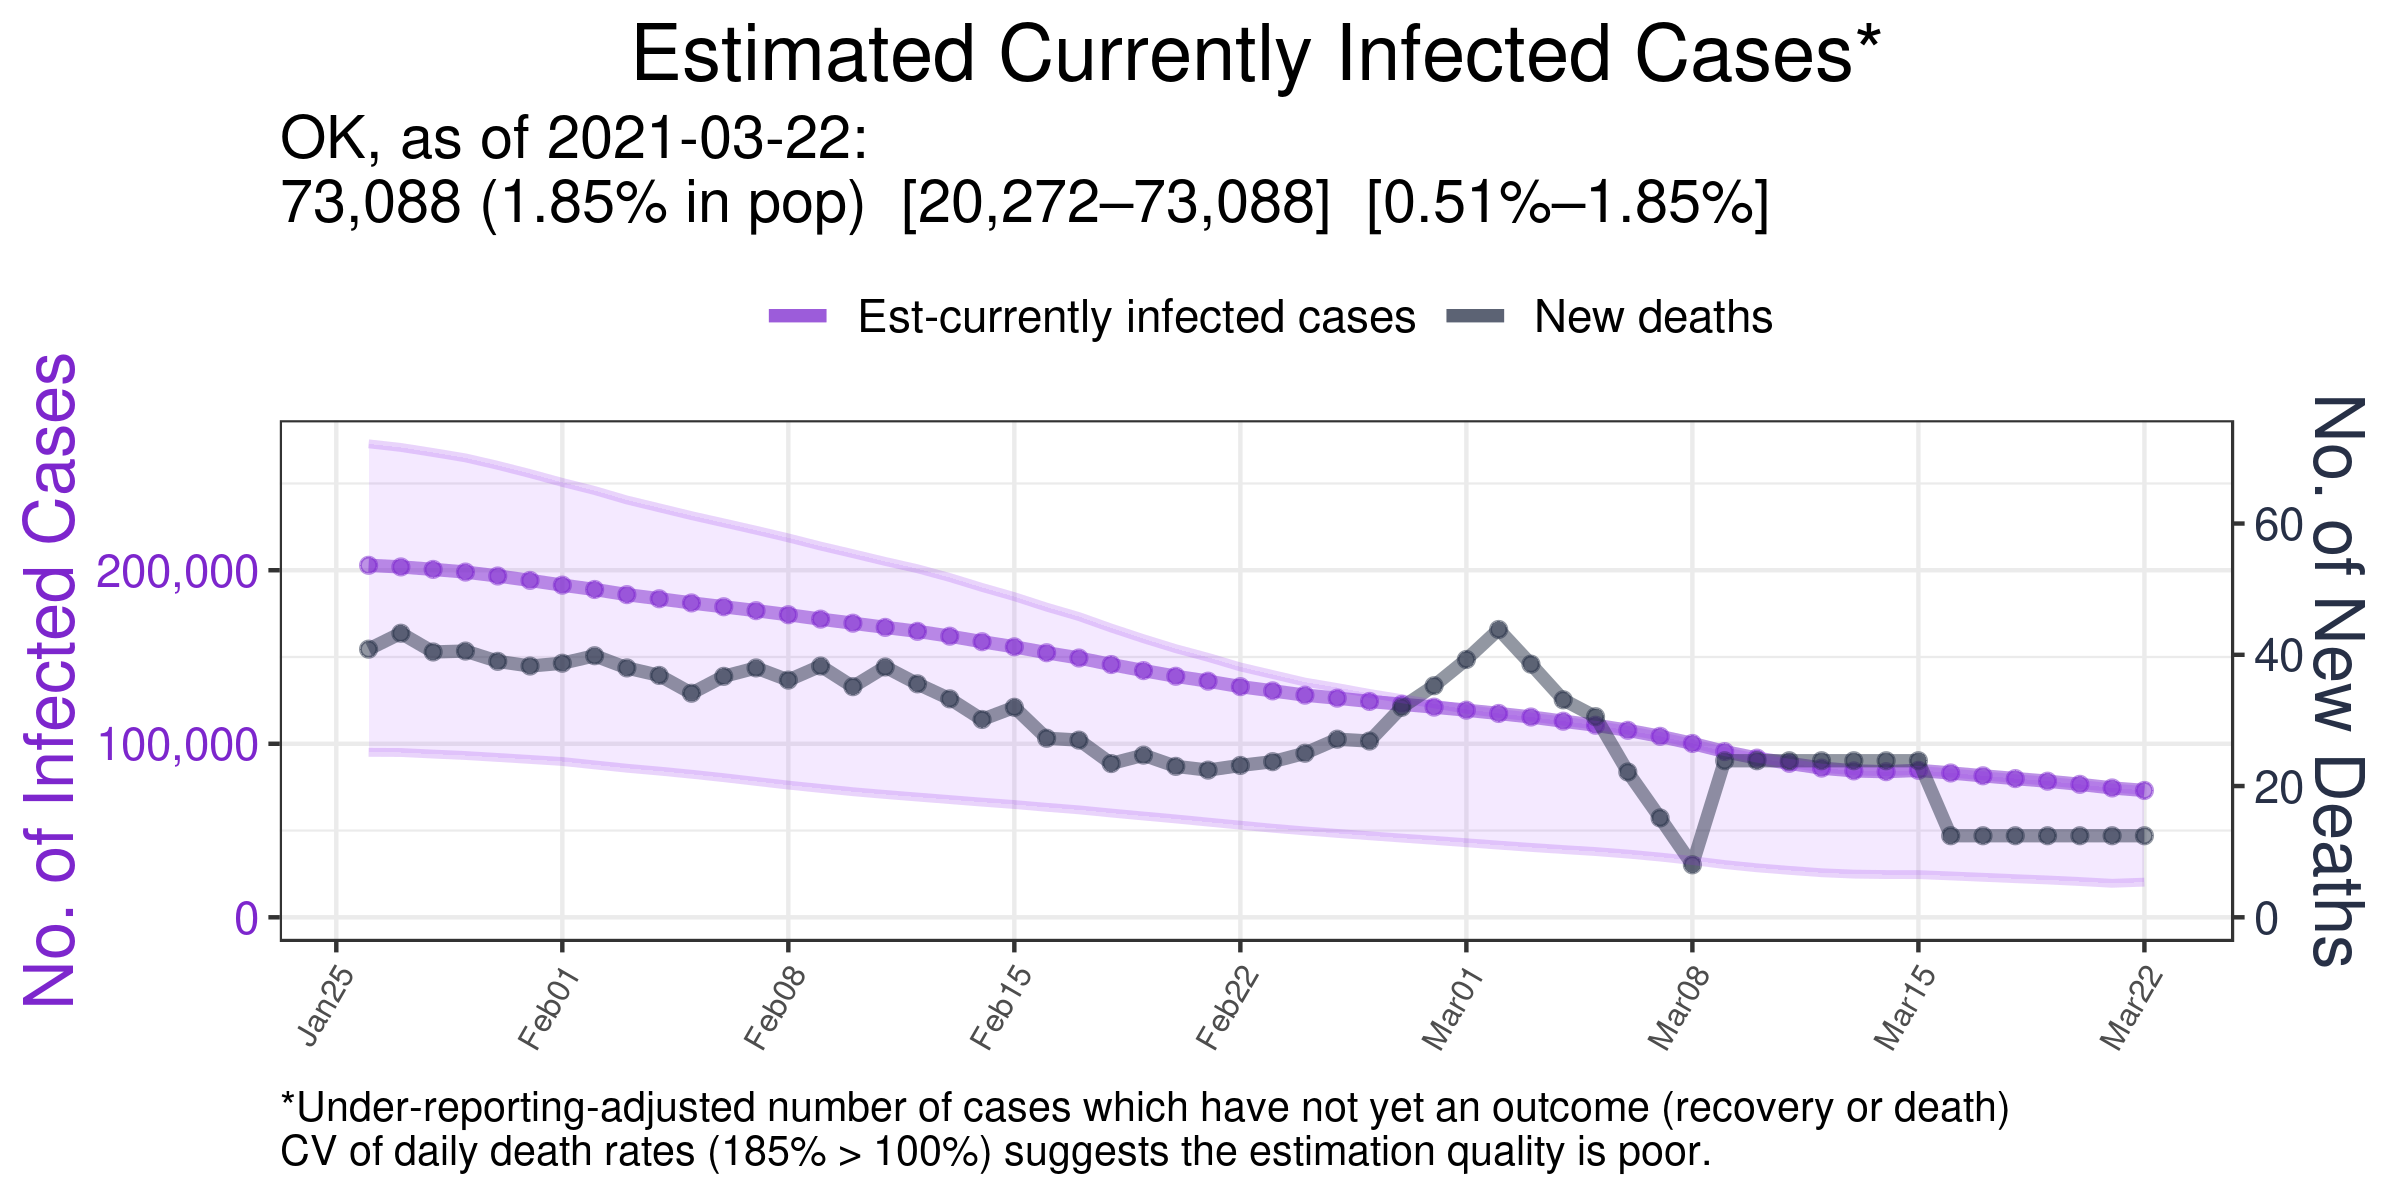 Estimated Currently Infected Cases*
OK, as of 2021-03-22:
73,088 (1.85% in pop) [20,272–73,088] [0.51%–1.85%]
Est-currently infected cases
New deaths
No. of Infected Cases
200,000
100,000
0
No. of New Deaths
60
40
20
0
Jan25
Feb01
Feb08
Feb15
Feb22
Mar01
Mar08
Mar15
Mar22
*Under-reporting-adjusted number of cases which have not yet an outcome (recovery or death)
CV of daily death rates (185% > 100%) suggests the estimation quality is poor.